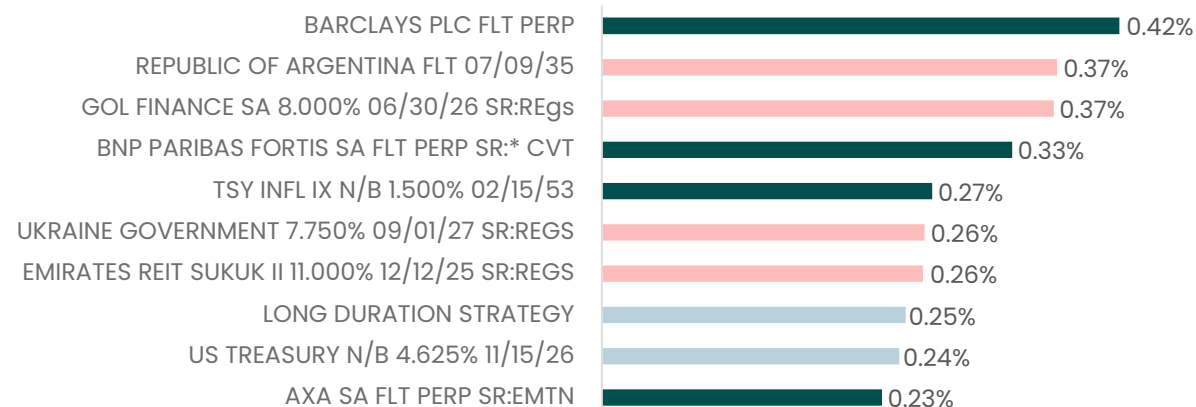 BARCLAYS PLC FLT PERP 0.42%
REPUBLIC OF ARGENTINA FLT 07/09/35 0.37%
GOL FINANCE SA 8.000% 06/30/26 SR:REgs 0.37%
BNP PARIBAS FORTIS SA FLT PERP SR:* CVT 0.33%
TSY INFL IX N/B 1.500% 02/15/53 0.27%
UKRAINE GOVERNMENT 7.750% 09/01/27 SR:REGS 0.26%
EMIRATES REIT SUKUK II 11.000% 12/12/25 SR:REGS 0.26%
LONG DURATION STRATEGY 0.25%
US TREASURY N/B 4.625% 11/15/26 0.24%
AXA SA FLT PERP SR:EMTN 0.23%